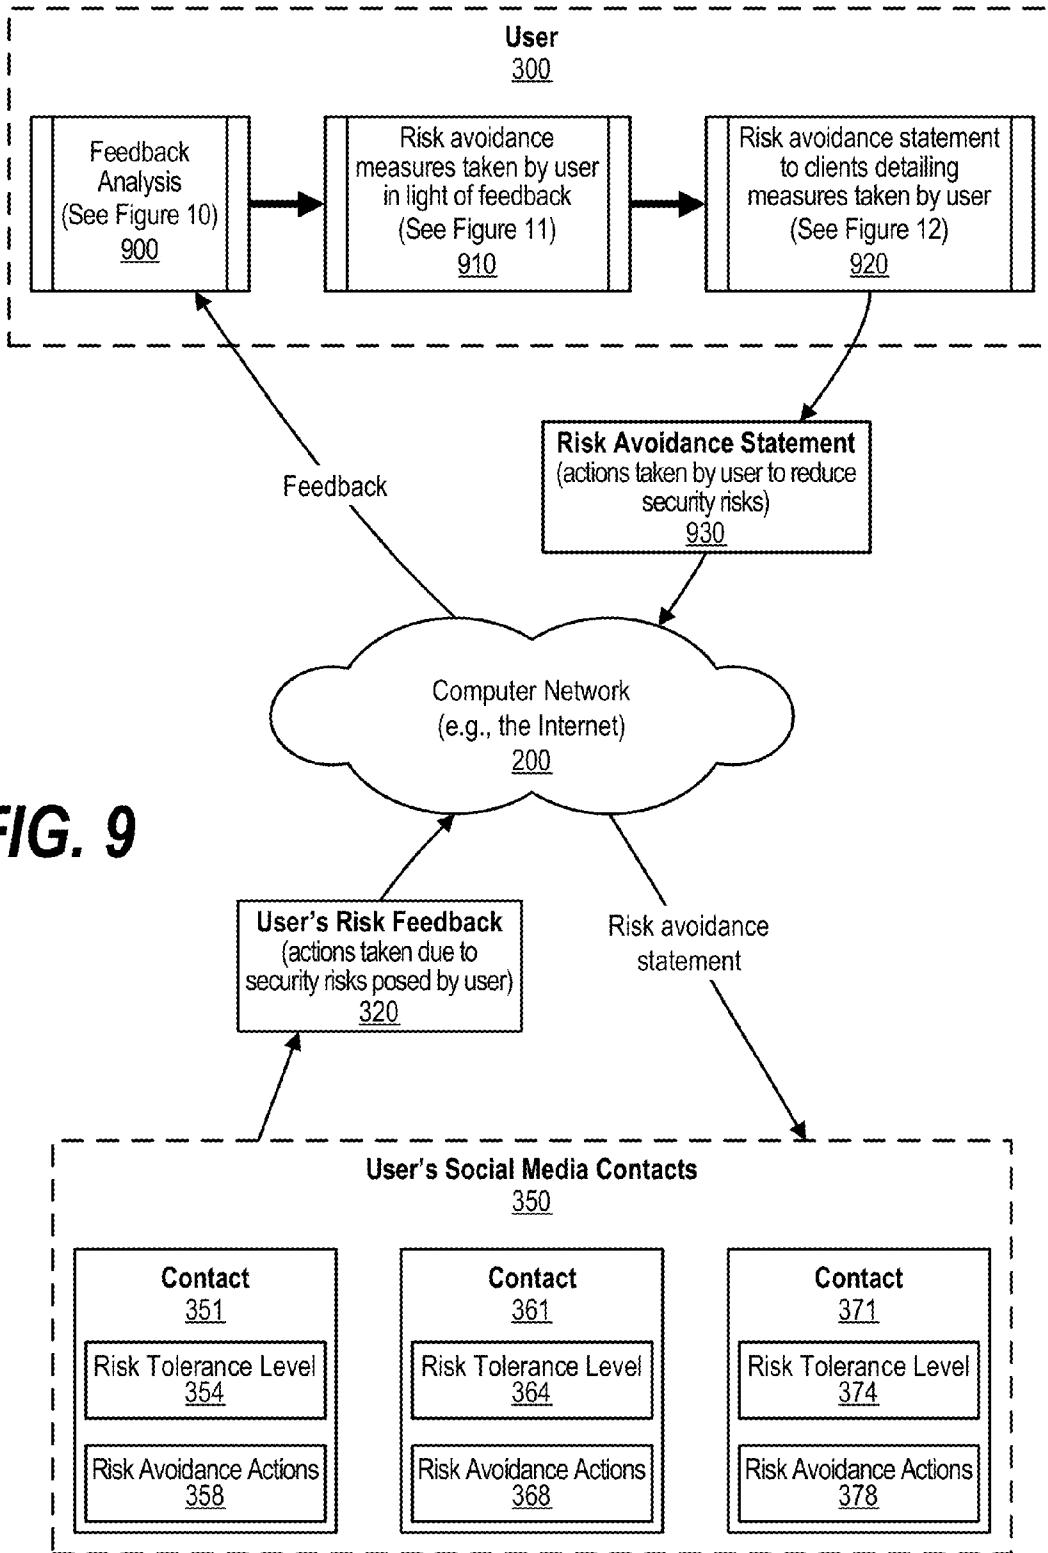 User
300
Feedback
Analysis
(See Figure 10)
900
Risk avoidance
measures taken by user
in light of feedback
(See Figure 11)
910
Risk avoidance statement
to clients detailing
measures taken by user
(See Figure 12)
920
Feedback
Risk Avoidance Statement
(actions taken by user to reduce
security risks)
930
Computer Network
(e.g., the Internet)
200
FIG. 9
User's Risk Feedback
(actions taken due to
security risks posed by user)
320
Risk avoidance
statement
User's Social Media Contacts
350
Contact
351
Risk Tolerance Level
354
Risk Avoidance Actions
358
Contact
361
Risk Tolerance Level
364
Risk Avoidance Actions
368
Contact
371
Risk Tolerance Level
374
Risk Avoidance Actions
378